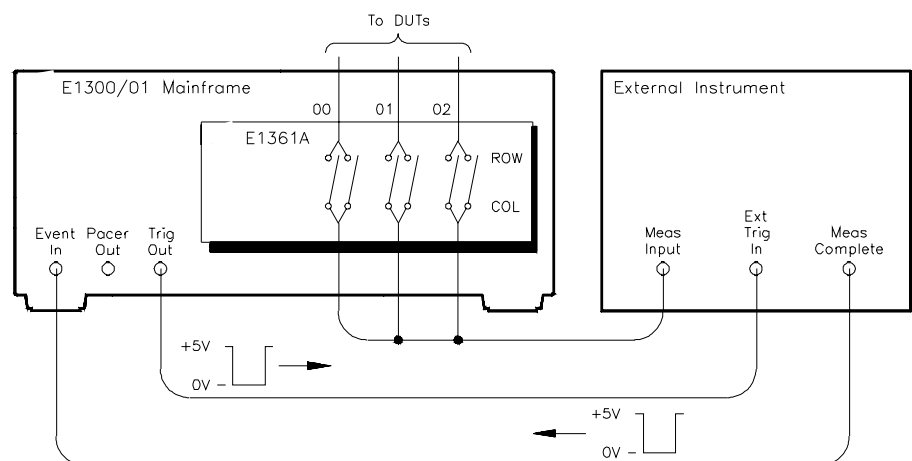 To DUTs
E1300/01 Mainframe
External Instrument
00 01 02
E1361A
ROW
COL
Event In
Pacer Out
Trig Out
Meas Input
Ext Trig In
Meas Complete
+5V
0V
+5V
0V